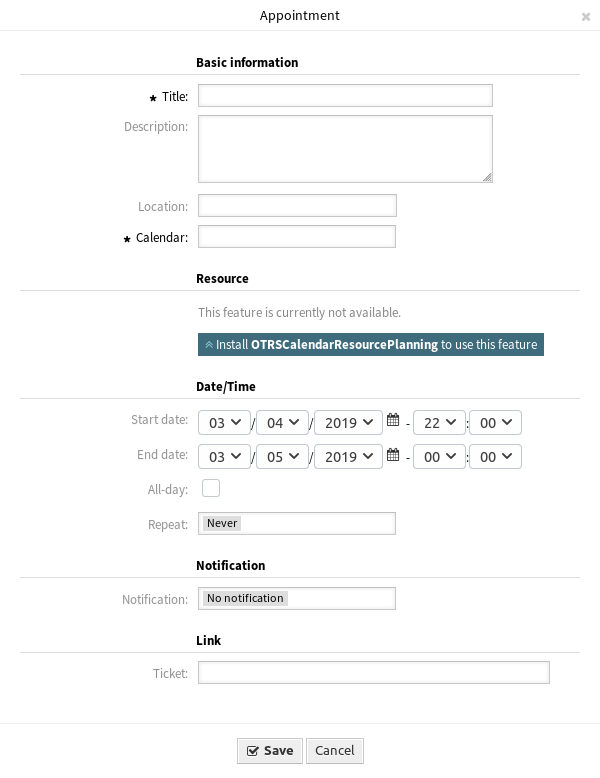 Appointment ✖
Basic information
★ Title:
Description:
Location:
★ Calendar:
Resource
This feature is currently not available.
Install OTRSCalendarResourcePlanning to use this feature
Date/Time
Start date: 03 / 04 / 2019 - 22 : 00
End date: 03 / 05 / 2019 - 00 : 00
All-day:
Repeat: Never
Notification
Notification: No notification
Link
Ticket:
Save Cancel